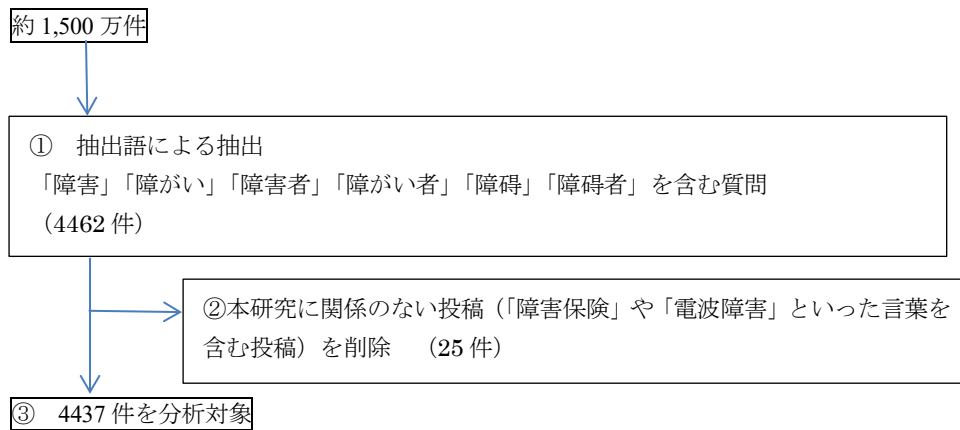 約 1,500 万件
①　抽出語による抽出
「障害」「障がい」「障害者」「障がい者」「障碍」「障碍者」を含む質問
（4462 件）
②本研究に関係のない投稿（「障害保険」や「電波障害」といった言葉を
含む投稿）を削除　（25 件）
③　4437 件を分析対象